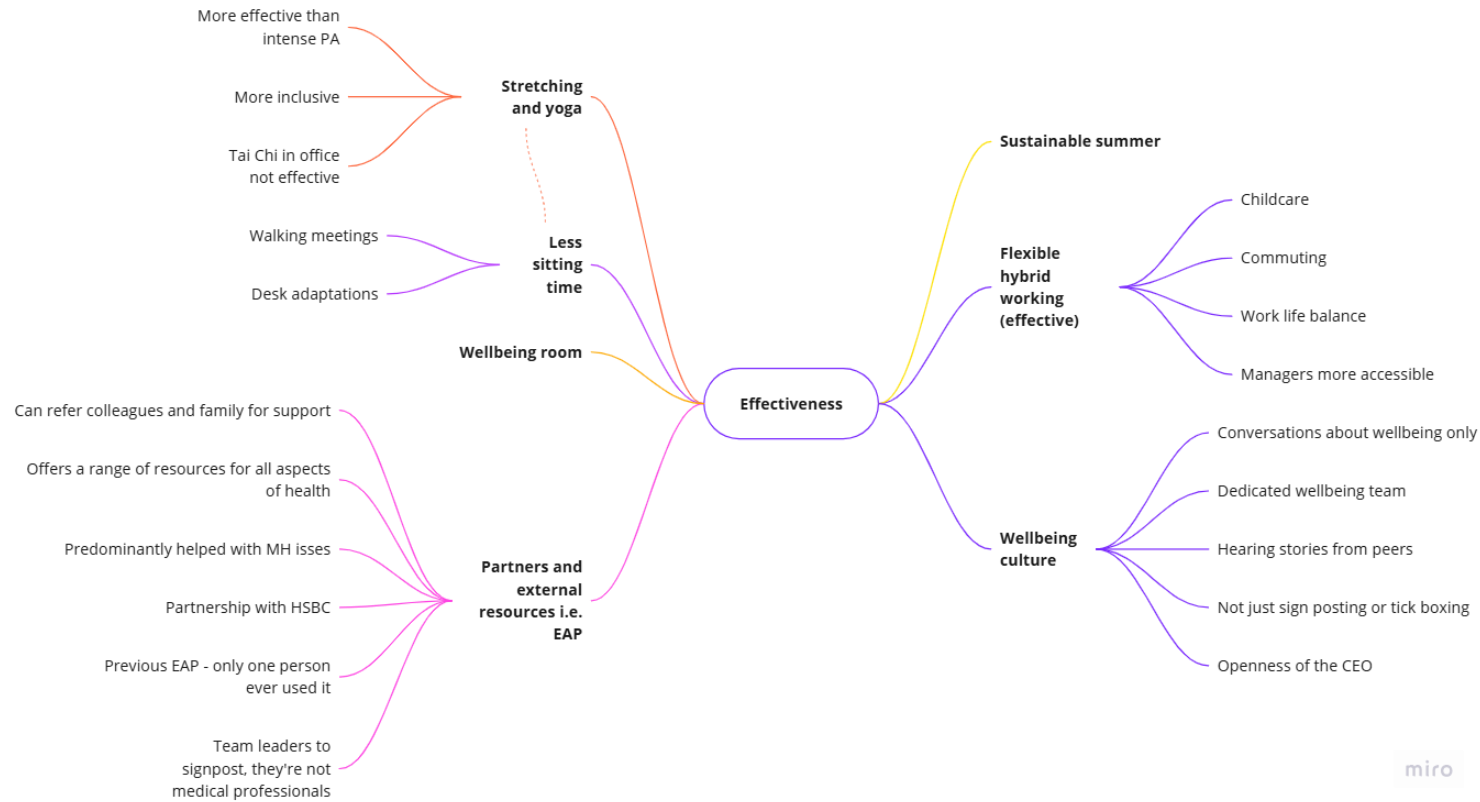 More effective than
intense PA
More inclusive
Tai Chi in office
not effective
Stretching
and yoga
Walking meetings
Desk adaptations
Less
sitting
time
Wellbeing room
Can refer colleagues and family for support
Offers a range of resources for all aspects
of health
Predominantly helped with MH isses
Partnership with HSBC
Previous EAP - only one person
ever used it
Team leaders to
signpost, they're not
medical professionals
Partners and
external
resources i.e.
EAP
Effectiveness
Sustainable summer
Flexible
hybrid
working
(effective)
Childcare
Commuting
Work life balance
Managers more accessible
Wellbeing
culture
Conversations about wellbeing only
Dedicated wellbeing team
Hearing stories from peers
Not just sign posting or tick boxing
Openness of the CEO
miro